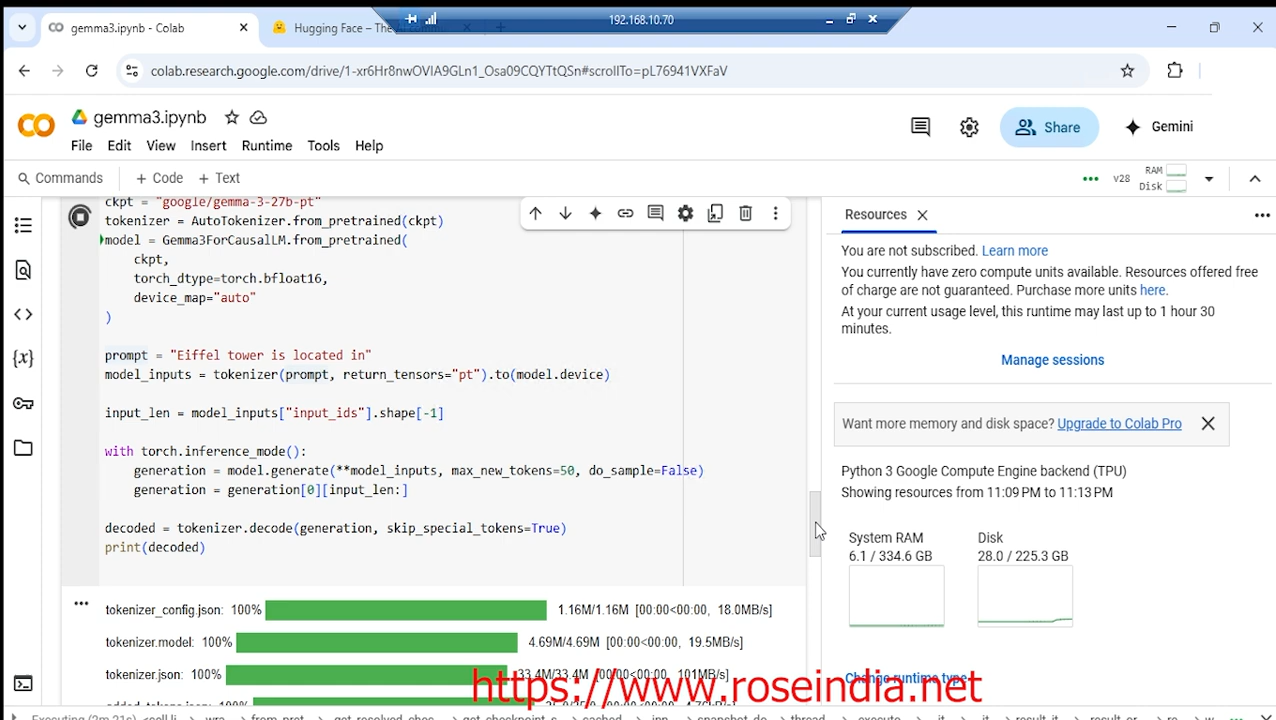 192.168.10.70
gemma3.ipynb - Colab
Hugging Face – The
colab.research.google.com/drive/1-xr6Hr8nwOVIA9GLn1_Osa09CQYTtQSn#scrollTo=pL76941VXFaV
gemma3.ipynb
File Edit View Insert Runtime Tools Help
Share
Gemini
Commands + Code + Text
v28
RAM
Disk
ckpt = "google/gemma-3-27b-pt"
tokenizer = AutoTokenizer.from_pretrained(ckpt)
model = Gemma3ForCausalLM.from_pretrained(
ckpt,
torch_dtype=torch.bfloat16,
device_map="auto"
)
prompt = "Eiffel tower is located in"
model_inputs = tokenizer(prompt, return_tensors="pt").to(model.device)
input_len = model_inputs["input_ids"].shape[-1]
with torch.inference_mode():
generation = model.generate(**model_inputs, max_new_tokens=50, do_sample=False)
generation = generation[0][input_len:]
decoded = tokenizer.decode(generation, skip_special_tokens=True)
print(decoded)
tokenizer_config.json: 100% 1.16M/1.16M [00:00<00:00, 18.0MB/s]
tokenizer.model: 100% 4.69M/4.69M [00:00<00:00, 19.5MB/s]
tokenizer.json: 100% 33.4M/33.4M [00:00<00:00, 101MB/s]
Resources
You are not subscribed. Learn more
You currently have zero compute units available. Resources offered free
of charge are not guaranteed. Purchase more units here.
At your current usage level, this runtime may last up to 1 hour 30
minutes.
Manage sessions
Want more memory and disk space? Upgrade to Colab Pro
Python 3 Google Compute Engine backend (TPU)
Showing resources from 11:09 PM to 11:13 PM
System RAM
6.1 / 334.6 GB
Disk
28.0 / 225.3 GB
Change runtime type
https://www.roseindia.net